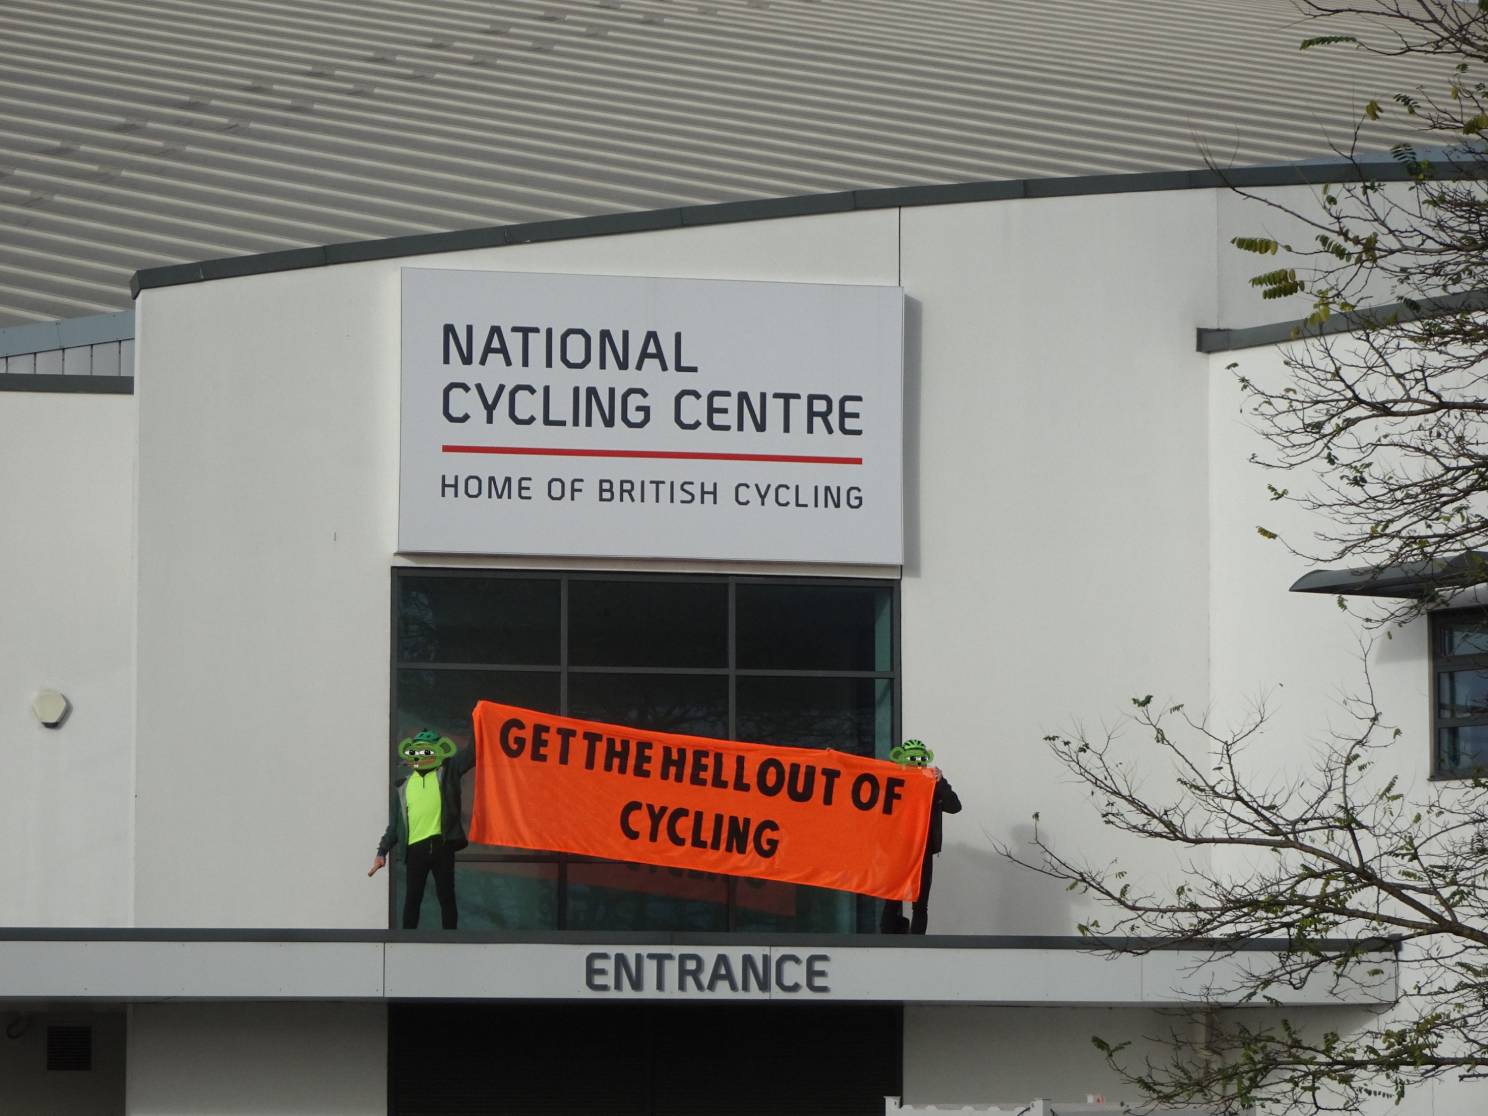 NATIONAL
CYCLING CENTRE
HOME OF BRITISH CYCLING
GET THE HELL OUT OF
CYCLING
ENTRANCE